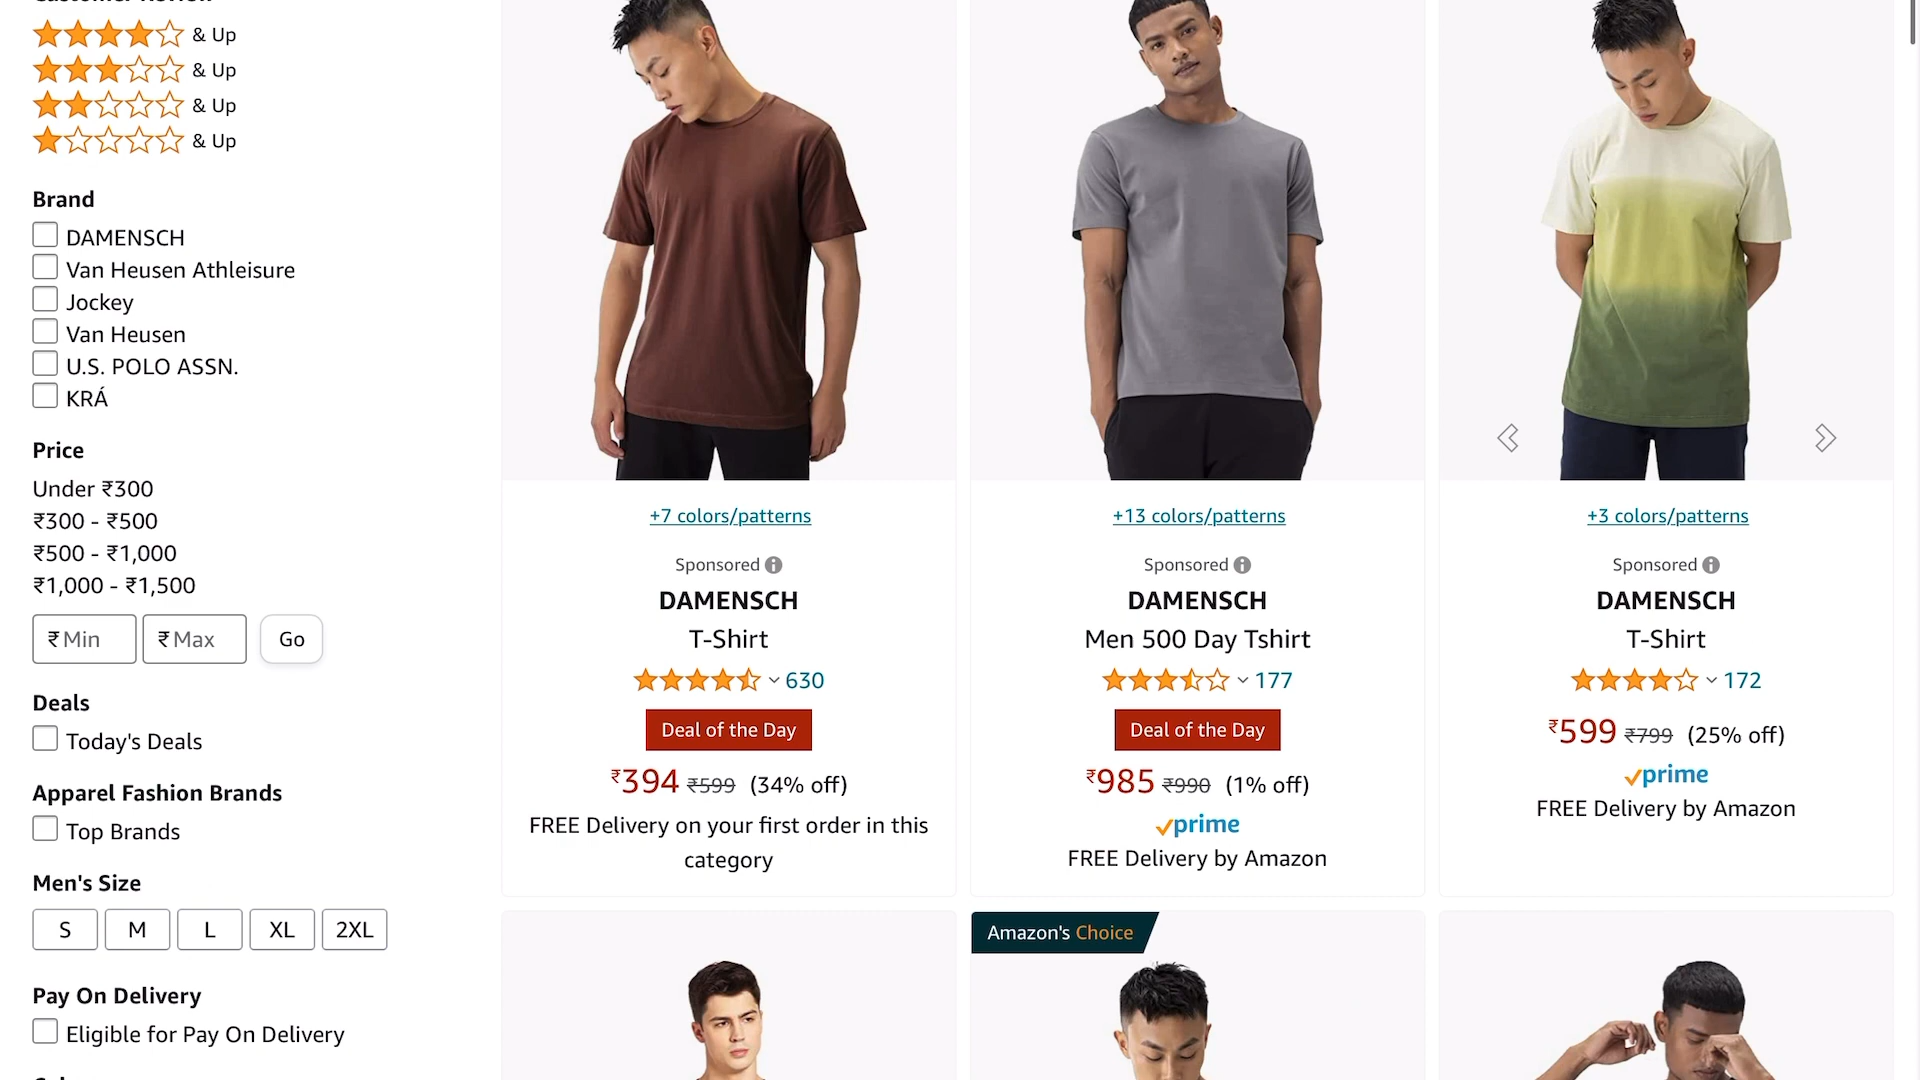 & Up
& Up
& Up
& Up
Brand
DAMENSCH
Van Heusen Athleisure
Jockey
Van Heusen
U.S. POLO ASSN.
KRÁ
Price
Under ₹300
₹300 - ₹500
₹500 - ₹1,000
₹1,000 - ₹1,500
₹ Min ₹ Max Go
Deals
Today's Deals
Apparel Fashion Brands
Top Brands
Men's Size
S M L XL 2XL
Pay On Delivery
Eligible for Pay On Delivery
+7 colors/patterns
Sponsored
DAMENSCH
T-Shirt
630
Deal of the Day
₹394 ₹599 (34% off)
FREE Delivery on your first order in this
category
+13 colors/patterns
Sponsored
DAMENSCH
Men 500 Day Tshirt
177
Deal of the Day
₹985 ₹990 (1% off)
prime
FREE Delivery by Amazon
+3 colors/patterns
Sponsored
DAMENSCH
T-Shirt
172
₹599 ₹799 (25% off)
prime
FREE Delivery by Amazon
Amazon's Choice